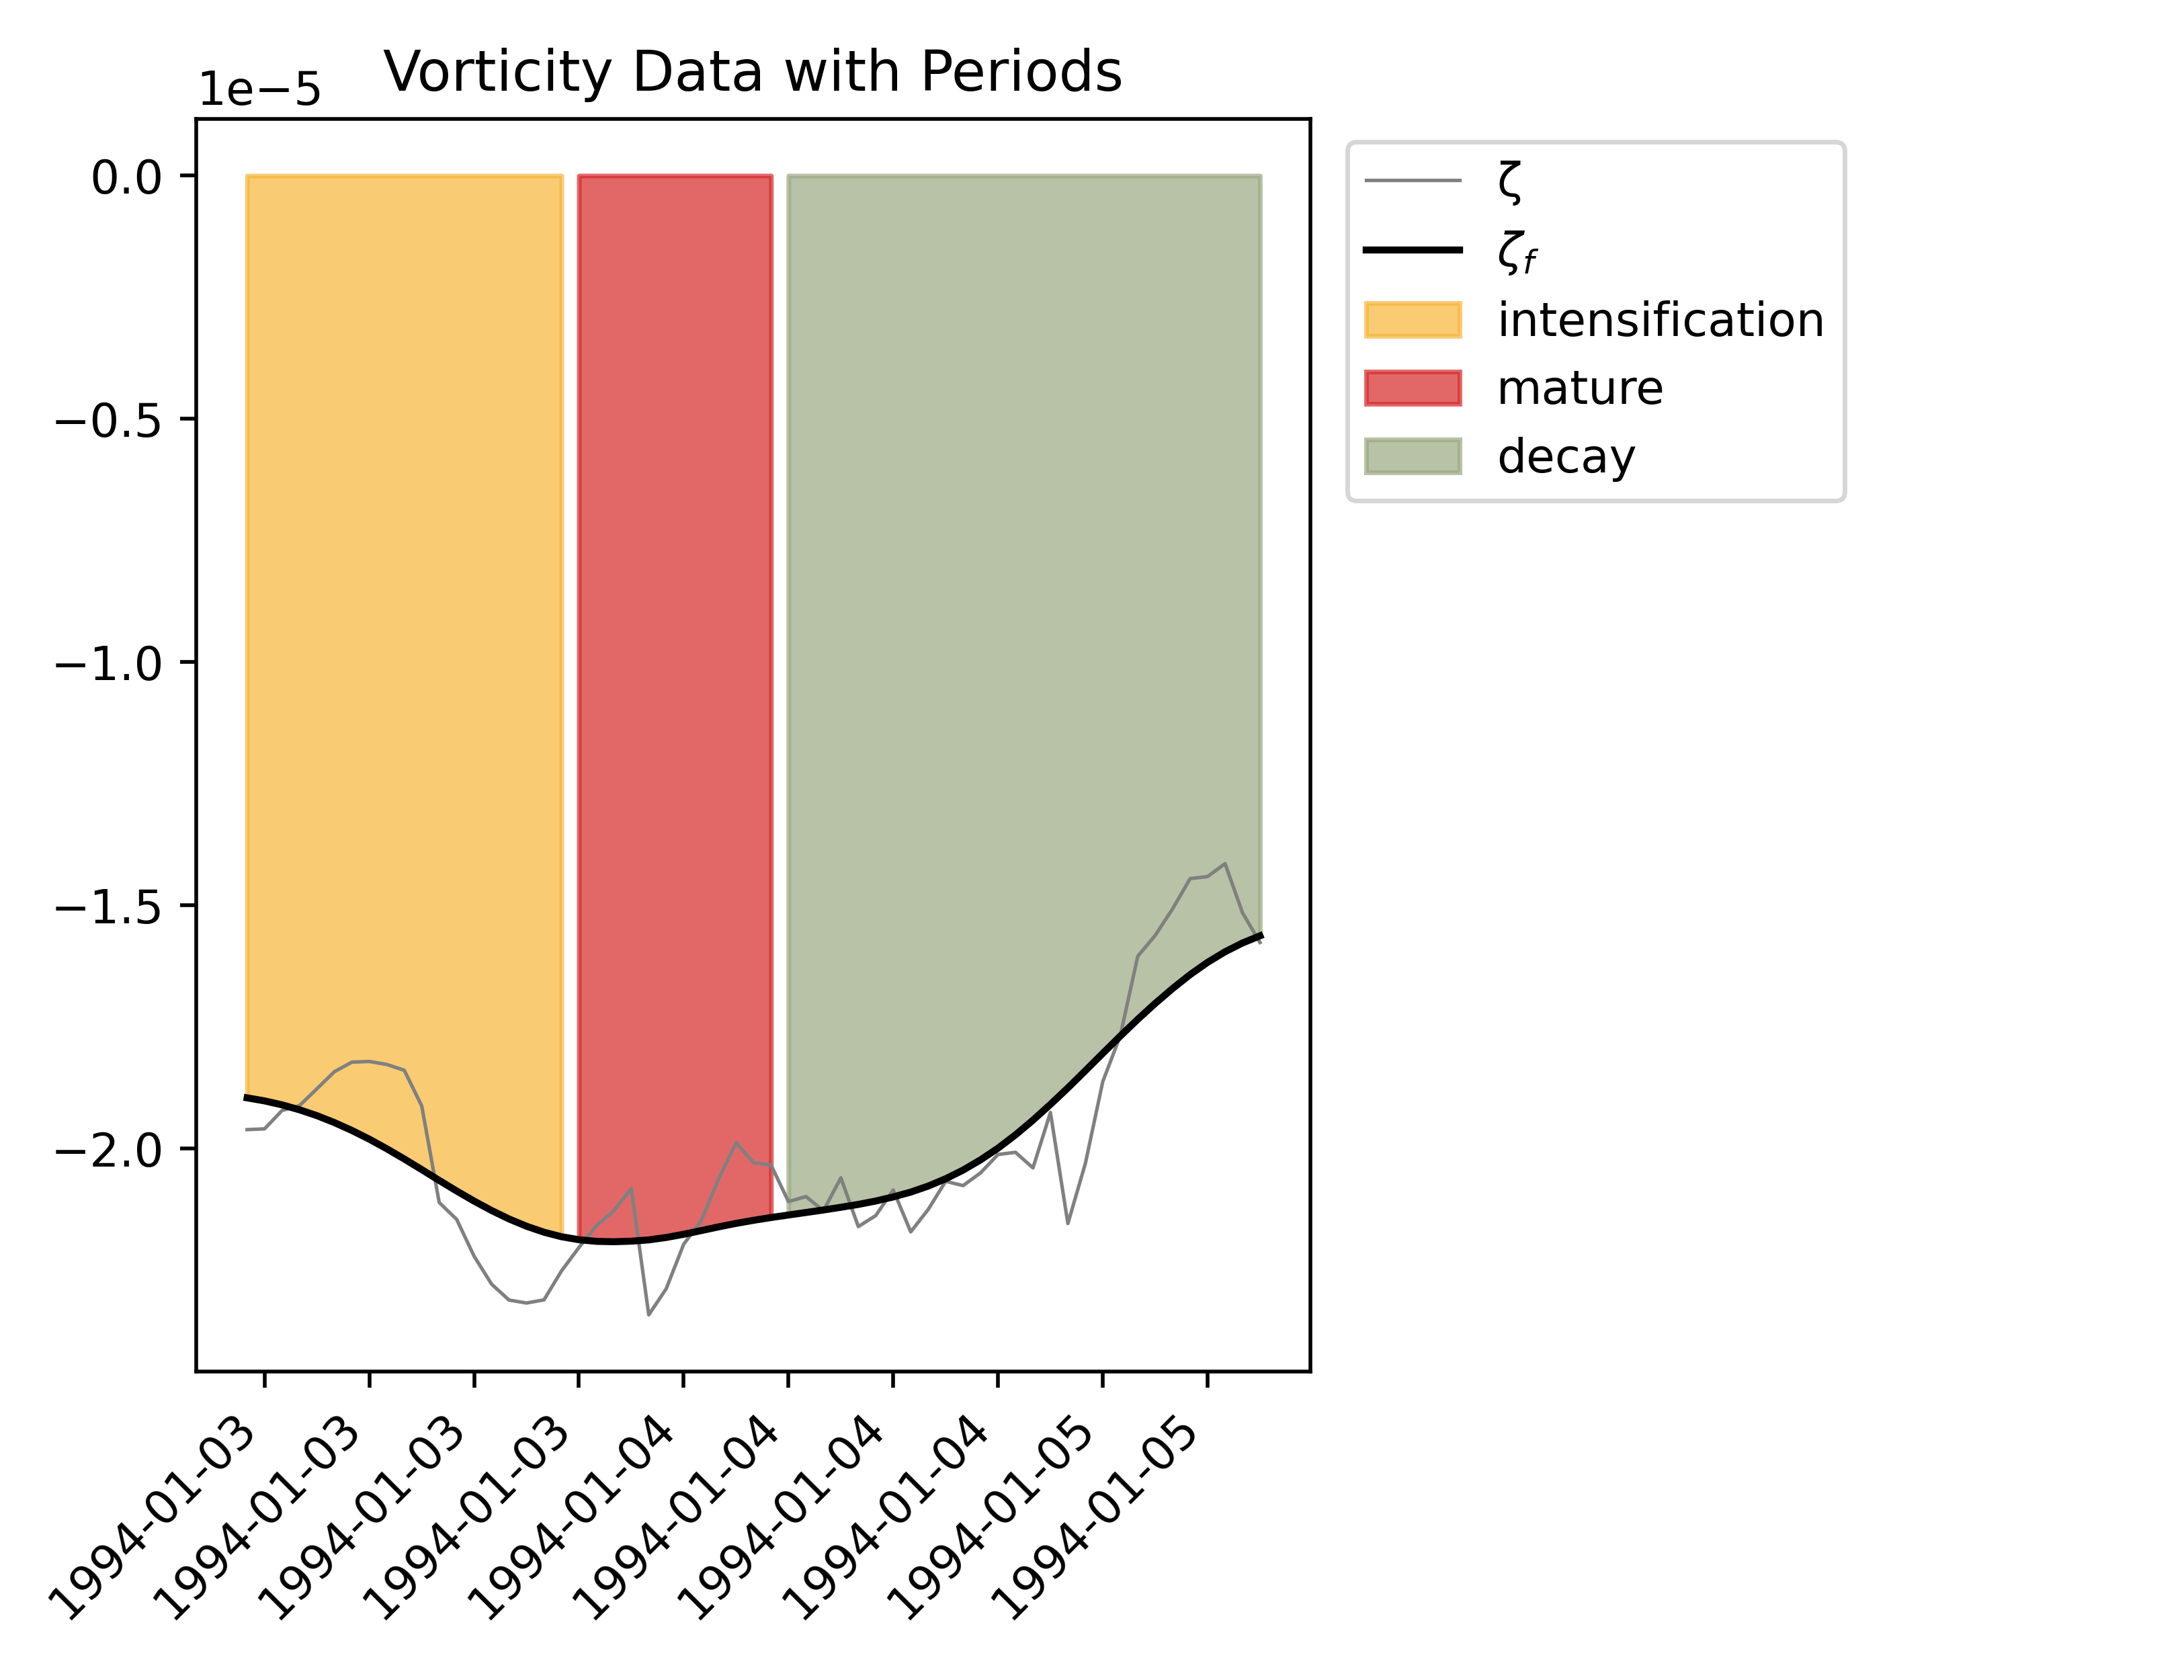 Vorticity Data with Periods
1e−5
0.0
−0.5
−1.0
−1.5
−2.0
1994-01-03
1994-01-03
1994-01-03
1994-01-03
1994-01-04
1994-01-04
1994-01-04
1994-01-04
1994-01-05
1994-01-05
ζ
ζf
intensification
mature
decay